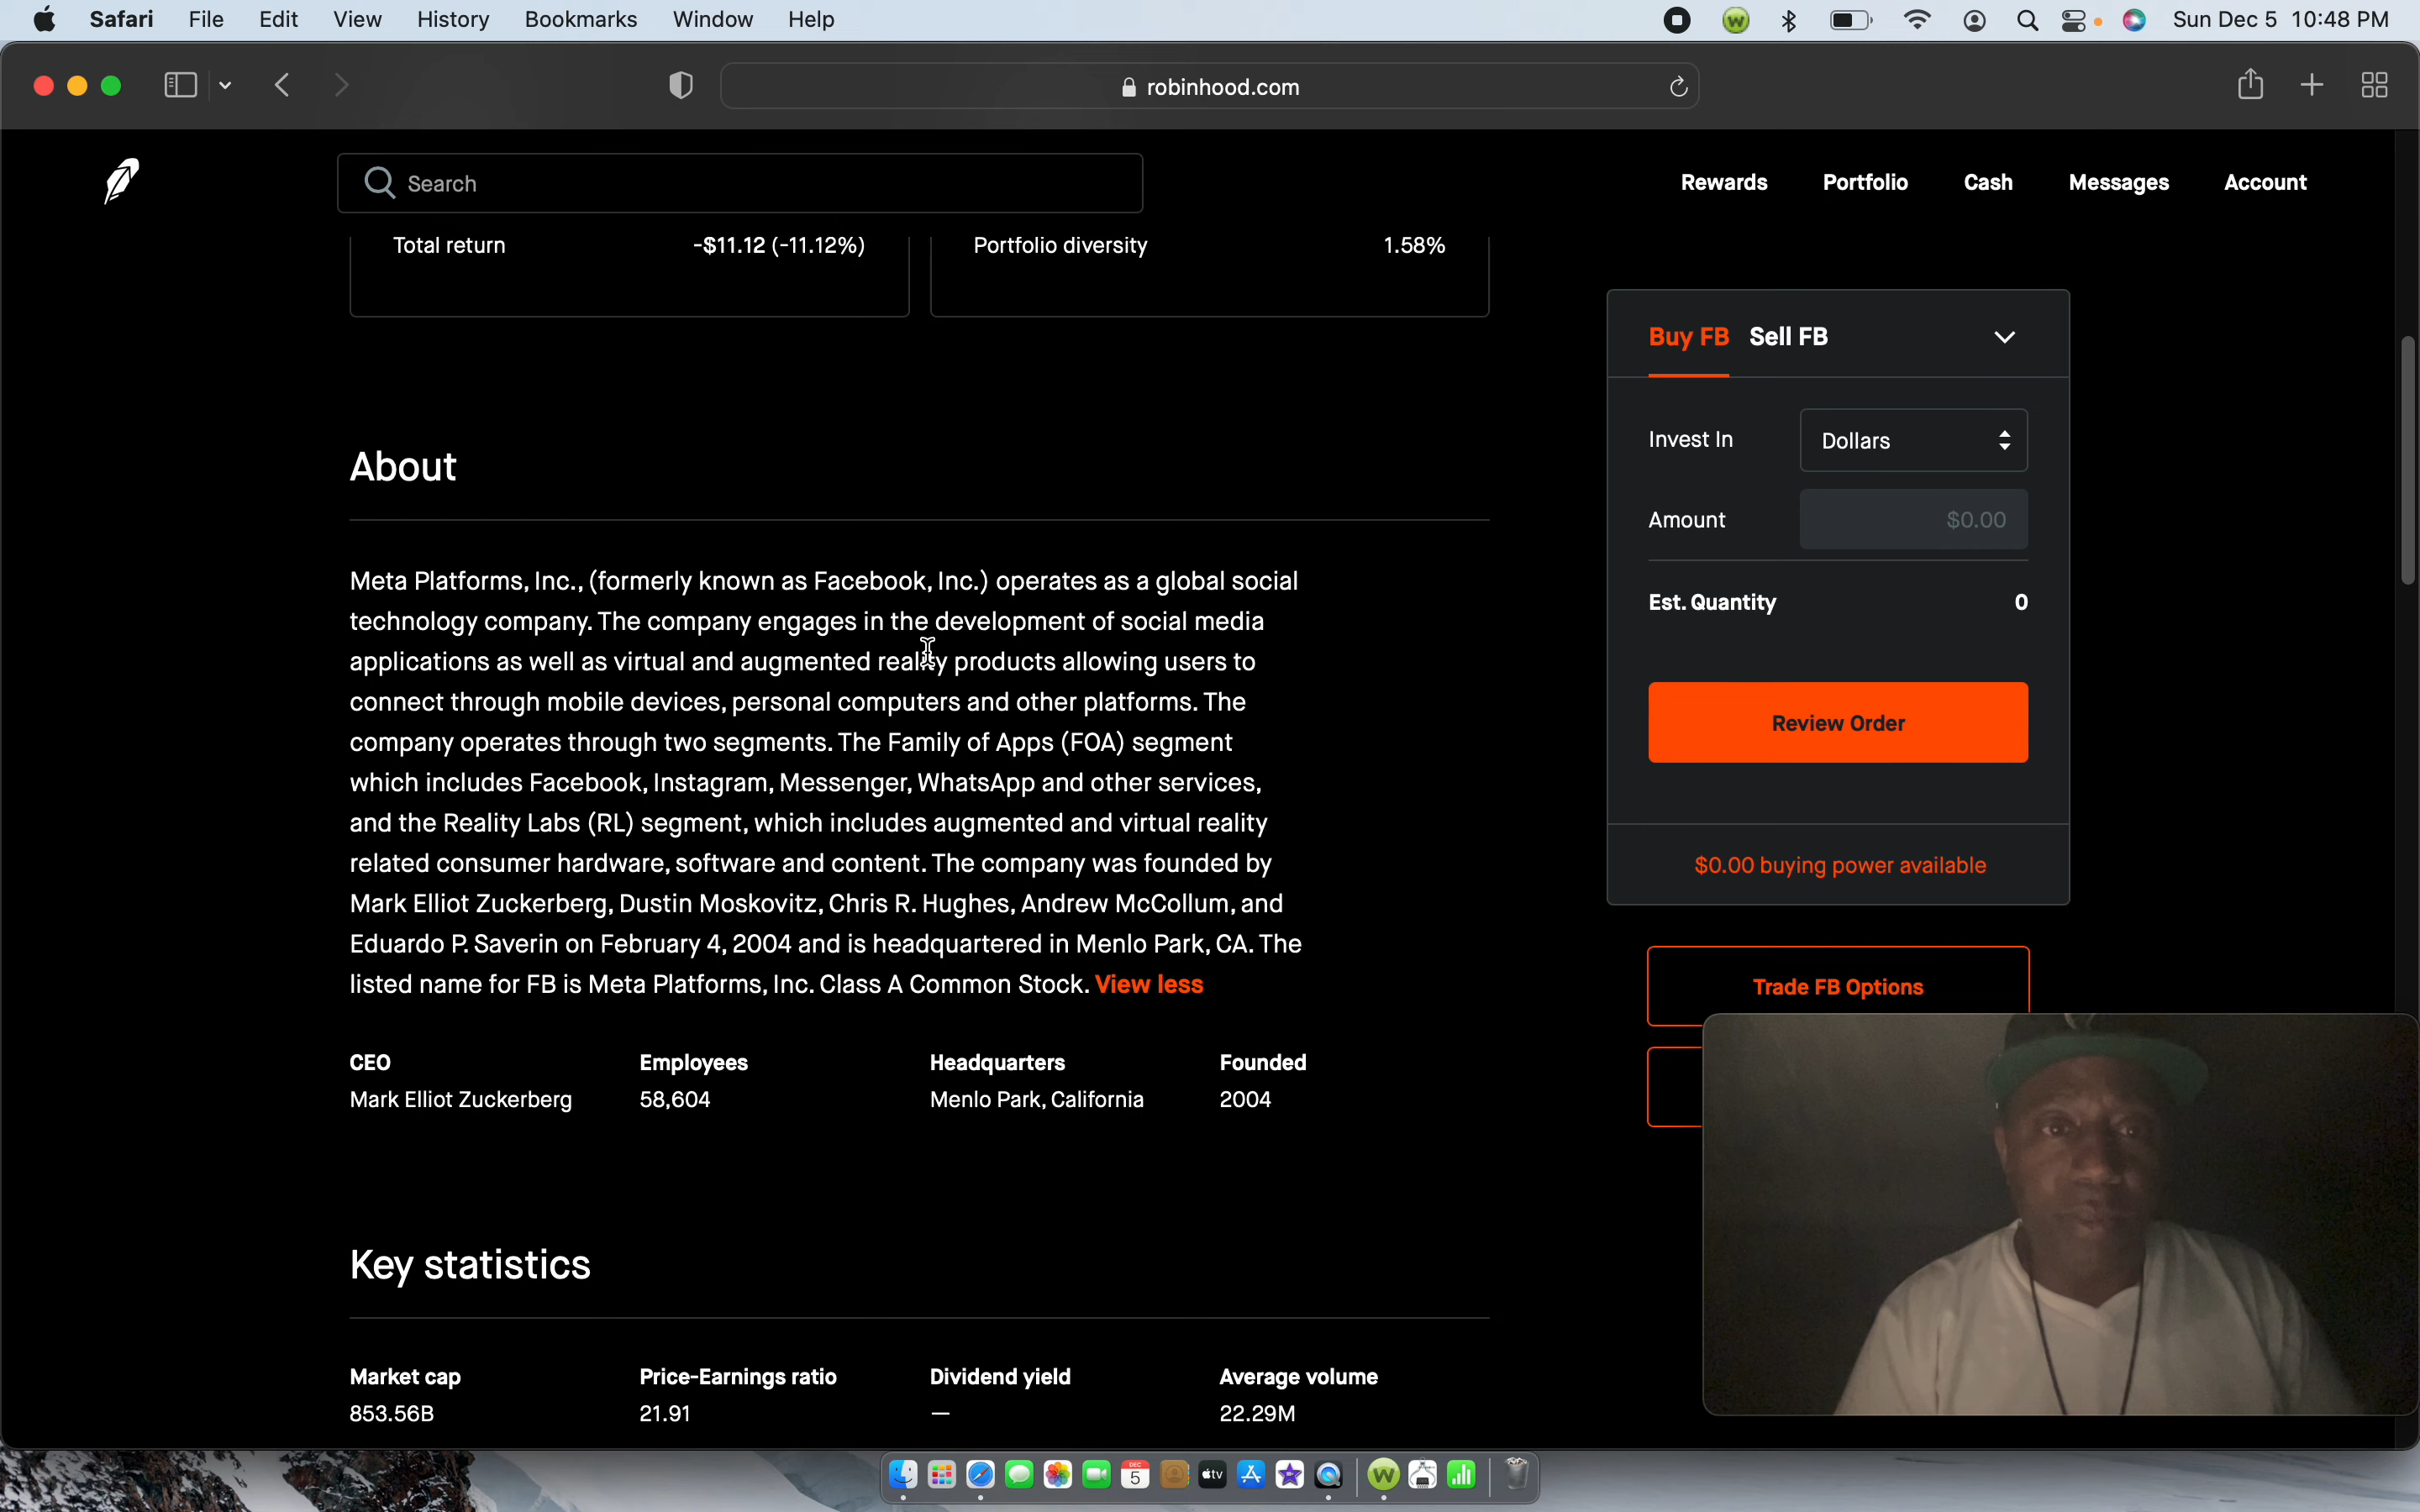 Safari File Edit View History Bookmarks Window Help Sun Dec 5 10:48 PM
robinhood.com
Search Rewards Portfolio Cash Messages Account
Total return -$11.12 (-11.12%) Portfolio diversity 1.58%
Buy FB Sell FB
Invest In Dollars
Amount $0.00
Est. Quantity 0
Review Order
$0.00 buying power available
Trade FB Options
About
Meta Platforms, Inc., (formerly known as Facebook, Inc.) operates as a global social
technology company. The company engages in the development of social media
applications as well as virtual and augmented reality products allowing users to
connect through mobile devices, personal computers and other platforms. The
company operates through two segments. The Family of Apps (FOA) segment
which includes Facebook, Instagram, Messenger, WhatsApp and other services,
and the Reality Labs (RL) segment, which includes augmented and virtual reality
related consumer hardware, software and content. The company was founded by
Mark Elliot Zuckerberg, Dustin Moskovitz, Chris R. Hughes, Andrew McCollum, and
Eduardo P. Saverin on February 4, 2004 and is headquartered in Menlo Park, CA. The
listed name for FB is Meta Platforms, Inc. Class A Common Stock. View less
CEO Employees Headquarters Founded
Mark Elliot Zuckerberg 58,604 Menlo Park, California 2004
Key statistics
Market cap Price-Earnings ratio Dividend yield Average volume
853.56B 21.91 — 22.29M
DEC
5
tv